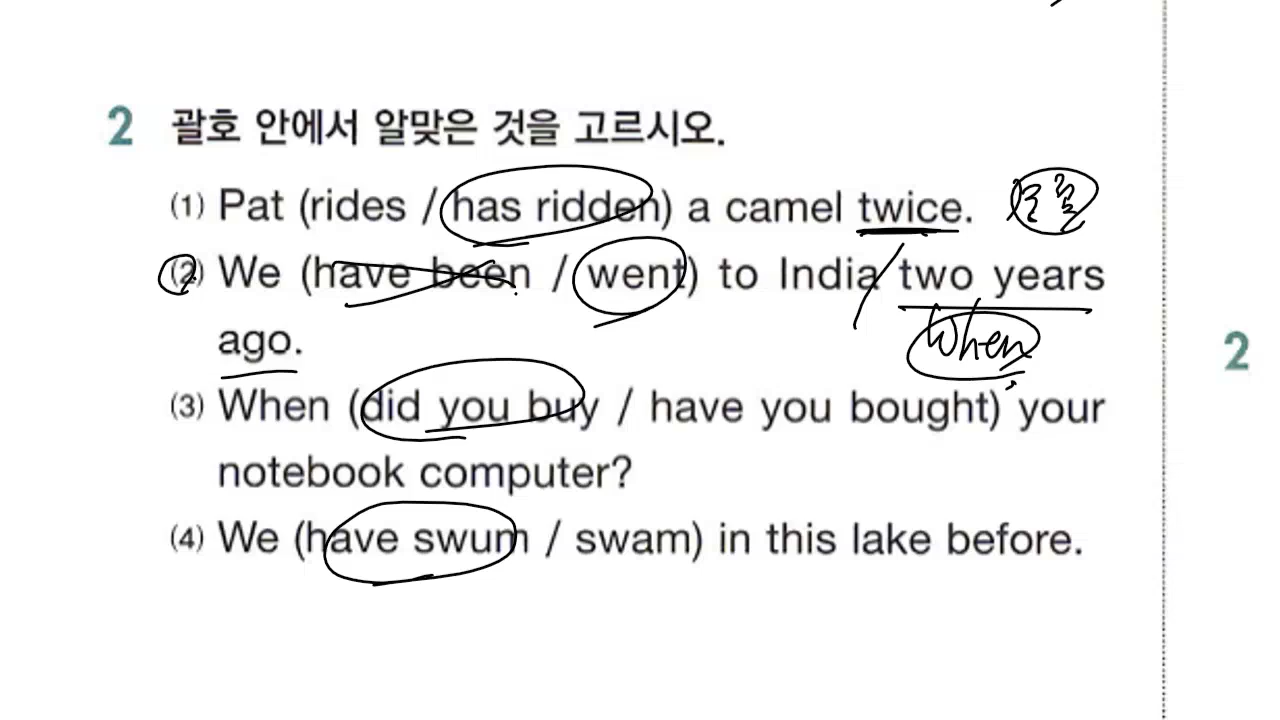 2 괄호 안에서 알맞은 것을 고르시오.
(1) Pat (rides / has ridden) a camel twice.
(2) We (have been / went) to India / two years
ago.
When
(3) When (did you buy / have you bought) your
notebook computer?
2
(4) We (have swum / swam) in this lake before.